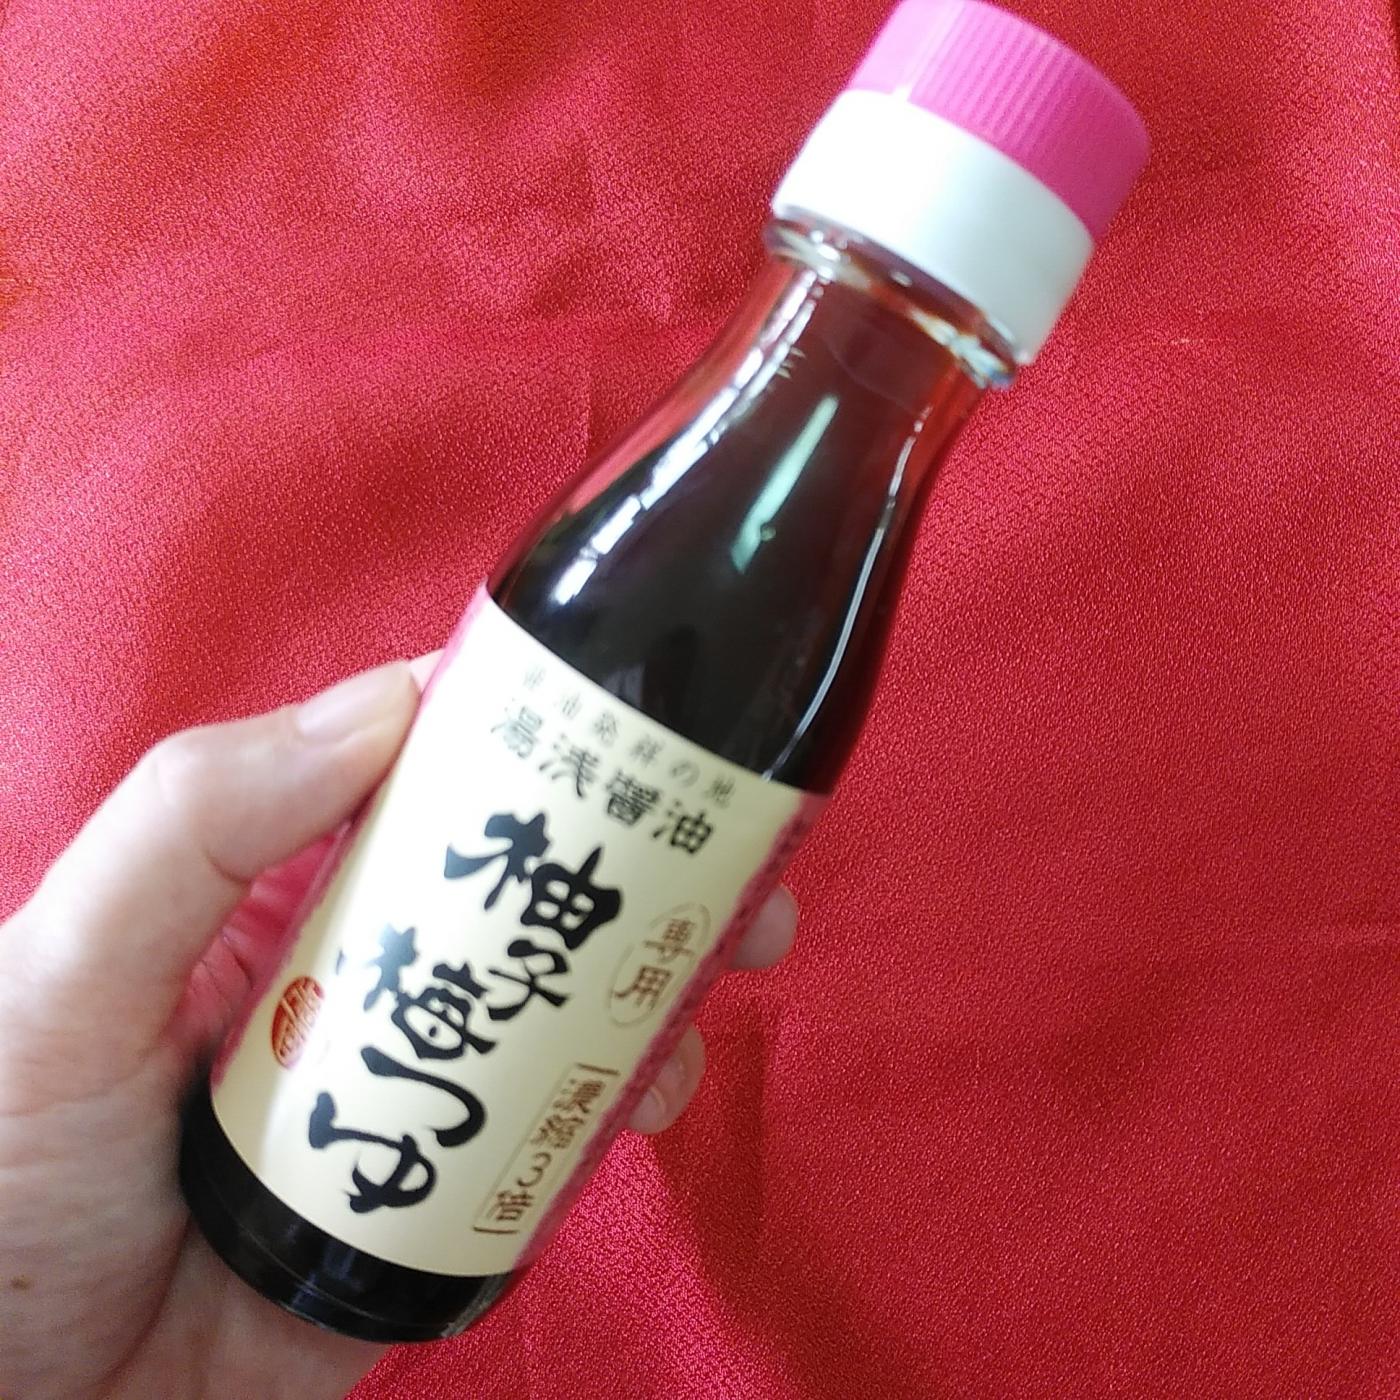 醤油発祥の地
湯浅醤油
専用
柚子梅つゆ
濃縮3倍